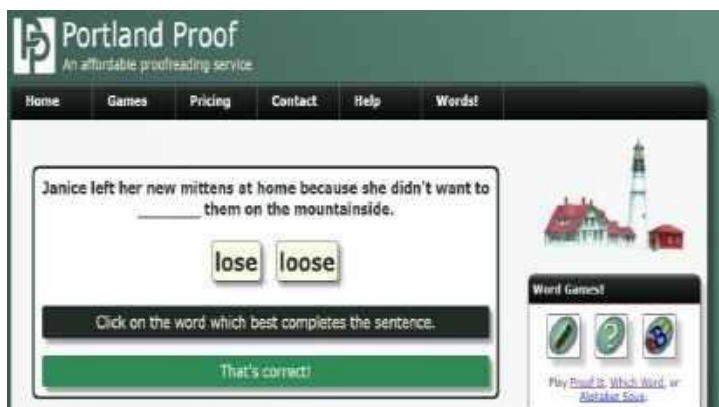 Portland Proof
An affordable proofreading service
Home Games Pricing Contact Help Words!
Janice left her new mittens at home because she didn't want to
________ them on the mountainside.
lose loose
Click on the word which best completes the sentence.
That's correct!
Word Games!
Play Proof It, Which Word, or
Alphabet Soup.